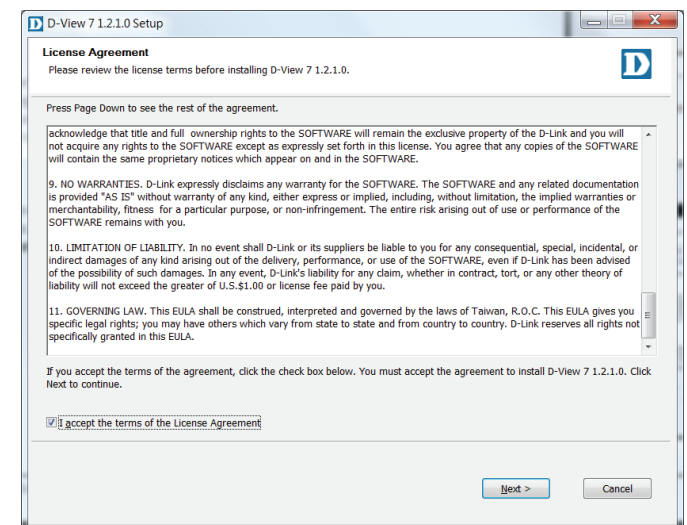 D-View 7 1.2.1.0 Setup
License Agreement
Please review the license terms before installing D-View 7 1.2.1.0.
D
Press Page Down to see the rest of the agreement.
acknowledge that title and full ownership rights to the SOFTWARE will remain the exclusive property of the D-Link and you will
not acquire any rights to the SOFTWARE except as expressly set forth in this license. You agree that any copies of the SOFTWARE
will contain the same proprietary notices which appear on and in the SOFTWARE.
9. NO WARRANTIES. D-Link expressly disclaims any warranty for the SOFTWARE. The SOFTWARE and any related documentation
is provided "AS IS" without warranty of any kind, either express or implied, including, without limitation, the implied warranties or
merchantability, fitness for a particular purpose, or non-infringement. The entire risk arising out of use or performance of the
SOFTWARE remains with you.
10. LIMITATION OF LIABILITY. In no event shall D-Link or its suppliers be liable to you for any consequential, special, incidental, or
indirect damages of any kind arising out of the delivery, performance, or use of the SOFTWARE, even if D-Link has been advised
of the possibility of such damages. In any event, D-Link's liability for any claim, whether in contract, tort, or any other theory of
liability will not exceed the greater of U.S.$1.00 or license fee paid by you.
11. GOVERNING LAW. This EULA shall be construed, interpreted and governed by the laws of Taiwan, R.O.C. This EULA gives you
specific legal rights; you may have others which vary from state to state and from country to country. D-Link reserves all rights not
specifically granted in this EULA.
If you accept the terms of the agreement, click the check box below. You must accept the agreement to install D-View 7 1.2.1.0. Click
Next to continue.
I accept the terms of the License Agreement
Next >
Cancel